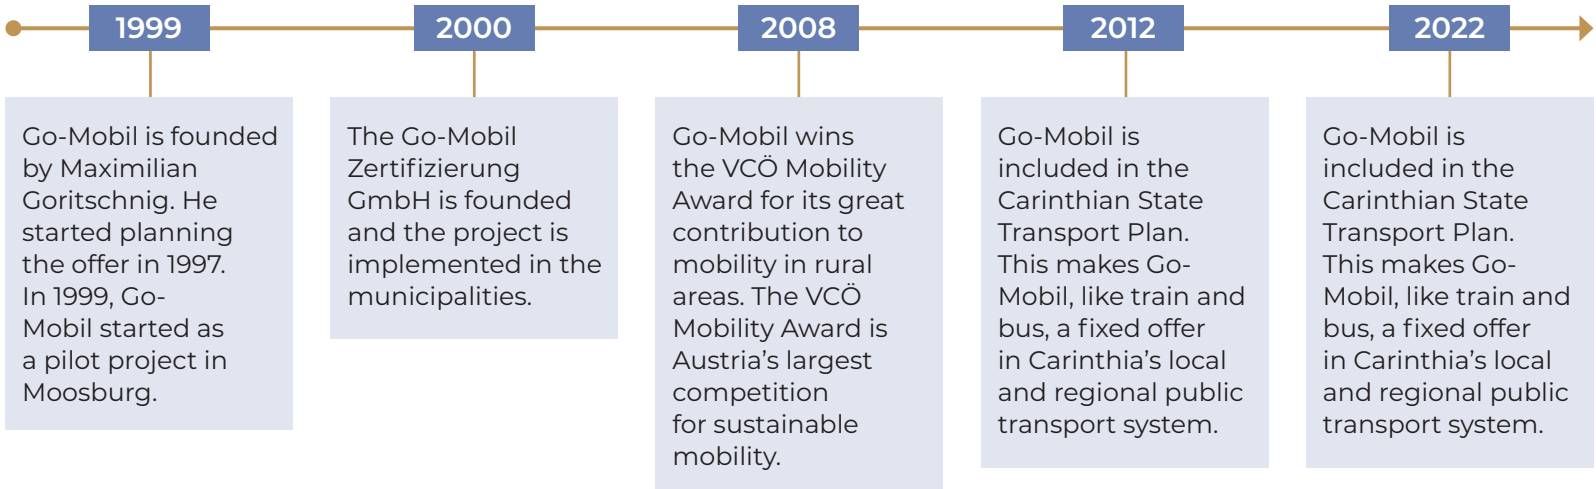 1999
Go-Mobil is founded
by Maximilian
Goritschnig. He
started planning
the offer in 1997.
In 1999, Go-
Mobil started as
a pilot project in
Moosburg.
2000
The Go-Mobil
Zertifizierung
GmbH is founded
and the project is
implemented in the
municipalities.
2008
Go-Mobil wins
the VCÖ Mobility
Award for its great
contribution to
mobility in rural
areas. The VCÖ
Mobility Award is
Austria’s largest
competition
for sustainable
mobility.
2012
Go-Mobil is
included in the
Carinthian State
Transport Plan.
This makes Go-
Mobil, like train and
bus, a fixed offer
in Carinthia’s local
and regional public
transport system.
2022
Go-Mobil is
included in the
Carinthian State
Transport Plan.
This makes Go-
Mobil, like train and
bus, a fixed offer
in Carinthia’s local
and regional public
transport system.